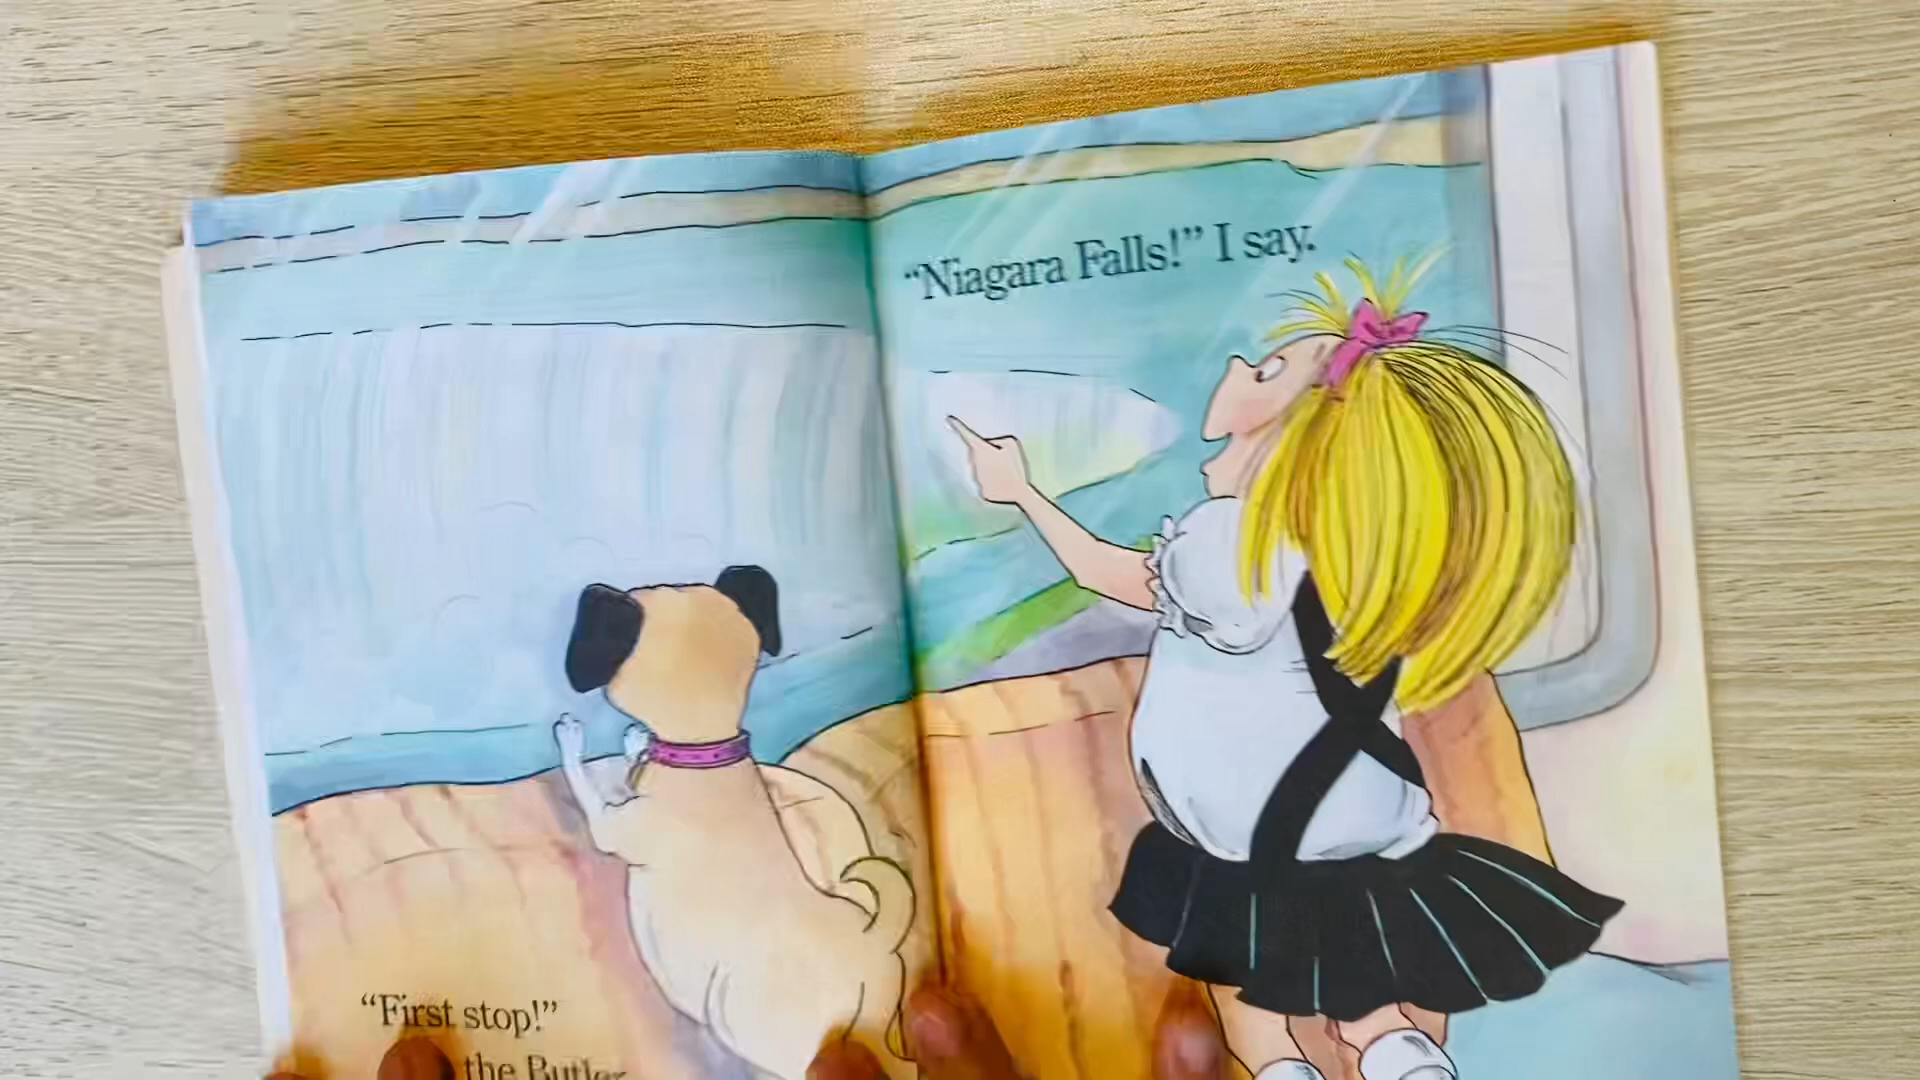 “First stop!”
the Butler
“Niagara Falls!” I say.